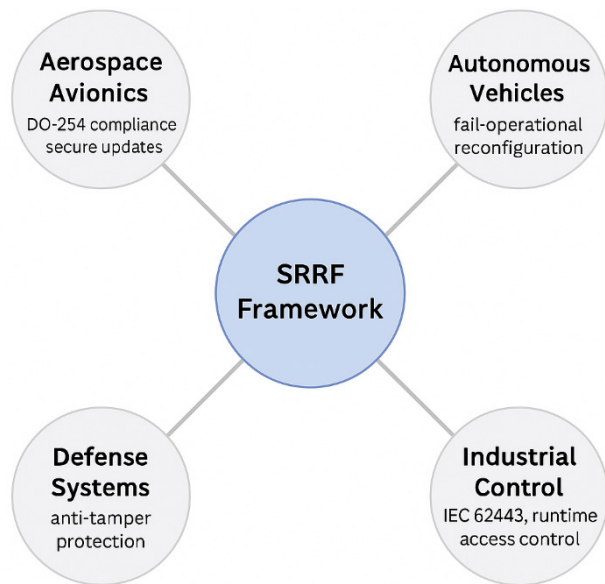 Aerospace
Avionics
DO-254 compliance
secure updates
Autonomous
Vehicles
fail-operational
reconfiguration
SRRF
Framework
Defense
Systems
anti-tamper
protection
Industrial
Control
IEC 62443, runtime
access control